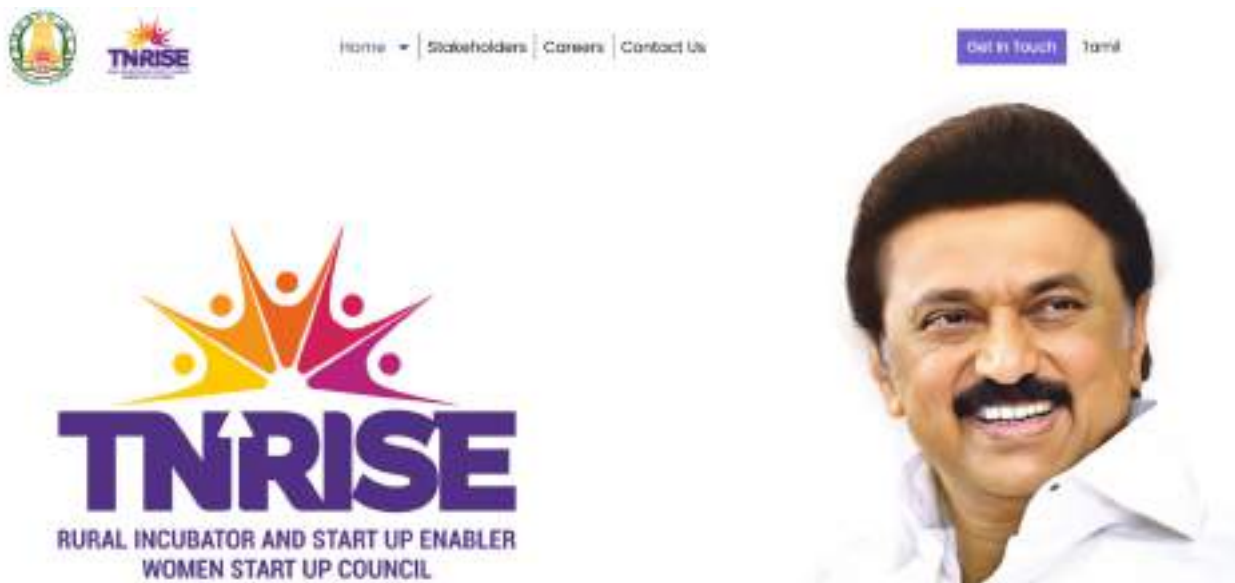 TNRISE
Home
Stakeholders
Careers
Contact Us
Get In Touch
Tamil
TNRISE
RURAL INCUBATOR AND START UP ENABLER
WOMEN START UP COUNCIL